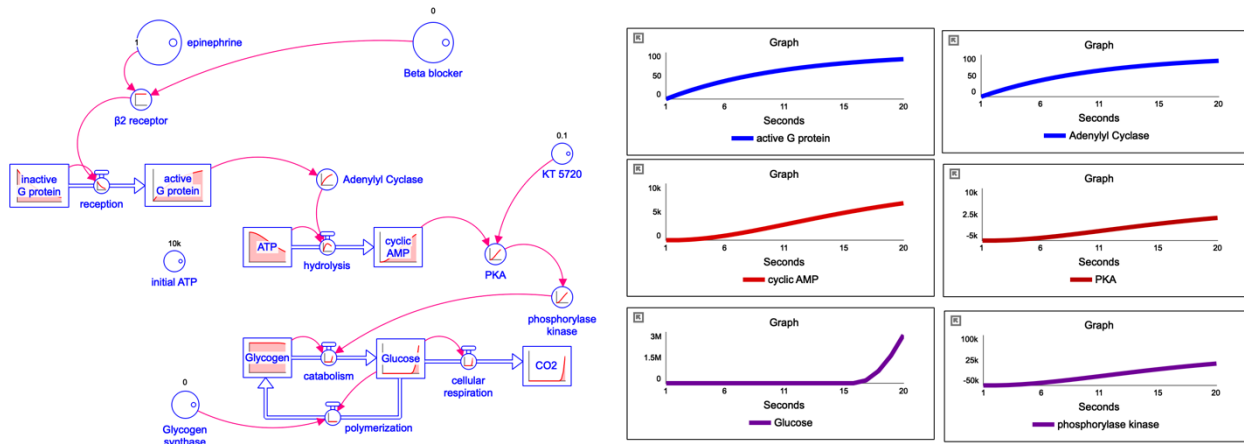 0
1
epinephrine
Beta blocker
β2 receptor
0.1
KT 5720
inactive
G protein
reception
active
G protein
Adenylyl Cyclase
10k
initial ATP
ATP
hydrolysis
cyclic
AMP
PKA
phosphorylase
kinase
Glycogen
catabolism
Glucose
cellular
respiration
CO2
0
Glycogen
synthase
polymerization
Graph
100
50
0
1
6
11
15
20
Seconds
active G protein
Graph
100
50
0
1
6
11
15
20
Seconds
Adenylyl Cyclase
Graph
10k
5k
0
1
6
11
15
20
Seconds
cyclic AMP
Graph
10k
2.5k
-5k
1
6
11
15
20
Seconds
PKA
Graph
3M
1.5M
0
1
6
11
15
20
Seconds
Glucose
Graph
100k
25k
-50k
1
6
11
15
20
Seconds
phosphorylase kinase